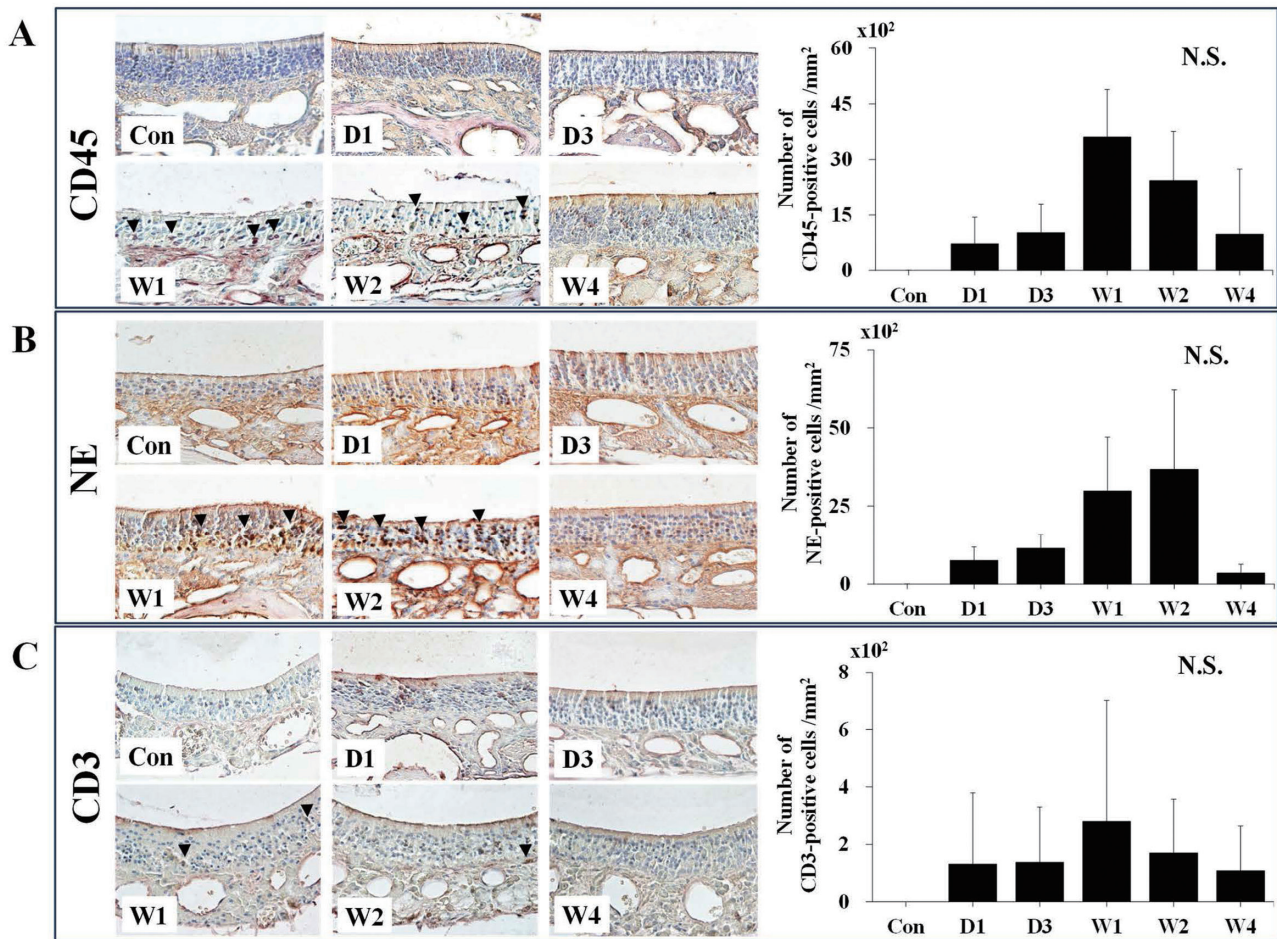 A
CD45
Con
D1
D3
W1
W2
W4
x10²
N.S.
Number of
CD45-positive cells /mm²
60
45
30
15
0
Con D1 D3 W1 W2 W4
B
NE
Con
D1
D3
W1
W2
W4
x10²
N.S.
Number of
NE-positive cells /mm²
75
50
25
0
Con D1 D3 W1 W2 W4
C
CD3
Con
D1
D3
W1
W2
W4
x10²
N.S.
Number of
CD3-positive cells /mm²
8
6
4
2
0
Con D1 D3 W1 W2 W4